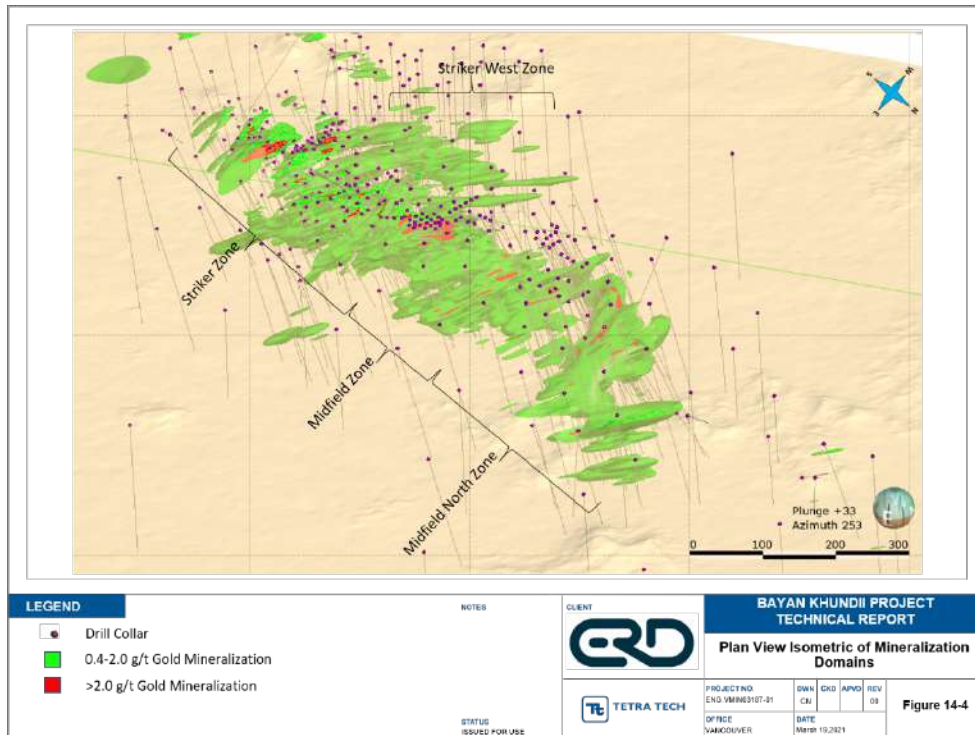 Striker West Zone
Striker Zone
Midfield Zone
Midfield North Zone
Plunge +33
Azimuth 253
0 100 200 300
LEGEND
Drill Collar
0.4-2.0 g/t Gold Mineralization
>2.0 g/t Gold Mineralization
NOTES
STATUS
ISSUED FOR USE
CLIENT
ERD
TETRA TECH
BAYAN KHUNDII PROJECT
TECHNICAL REPORT
Plan View Isometric of Mineralization
Domains
PROJECT NO.
DWN CKD APVD REV
CN 00
OFFICE
VANCOUVER
DATE
March 19,2021
Figure 14-4